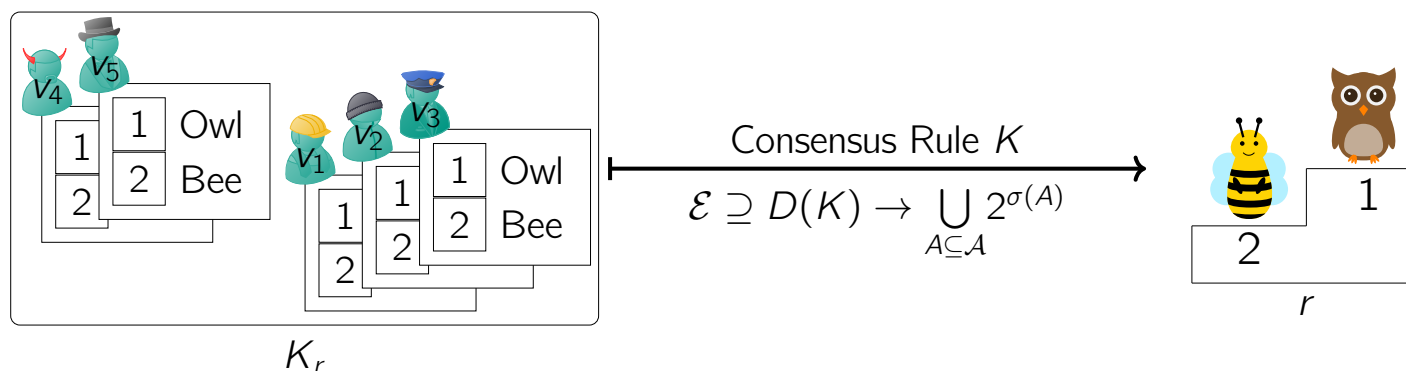 v4
v5
1
2
1 Owl
2 Bee
v1
v2
v3
1
2
1
2
1 Owl
2 Bee
K_r
Consensus Rule K
ℰ ⊇ D(K) → ⋃_{A⊆𝒜} 2^{σ(A)}
1
2
r